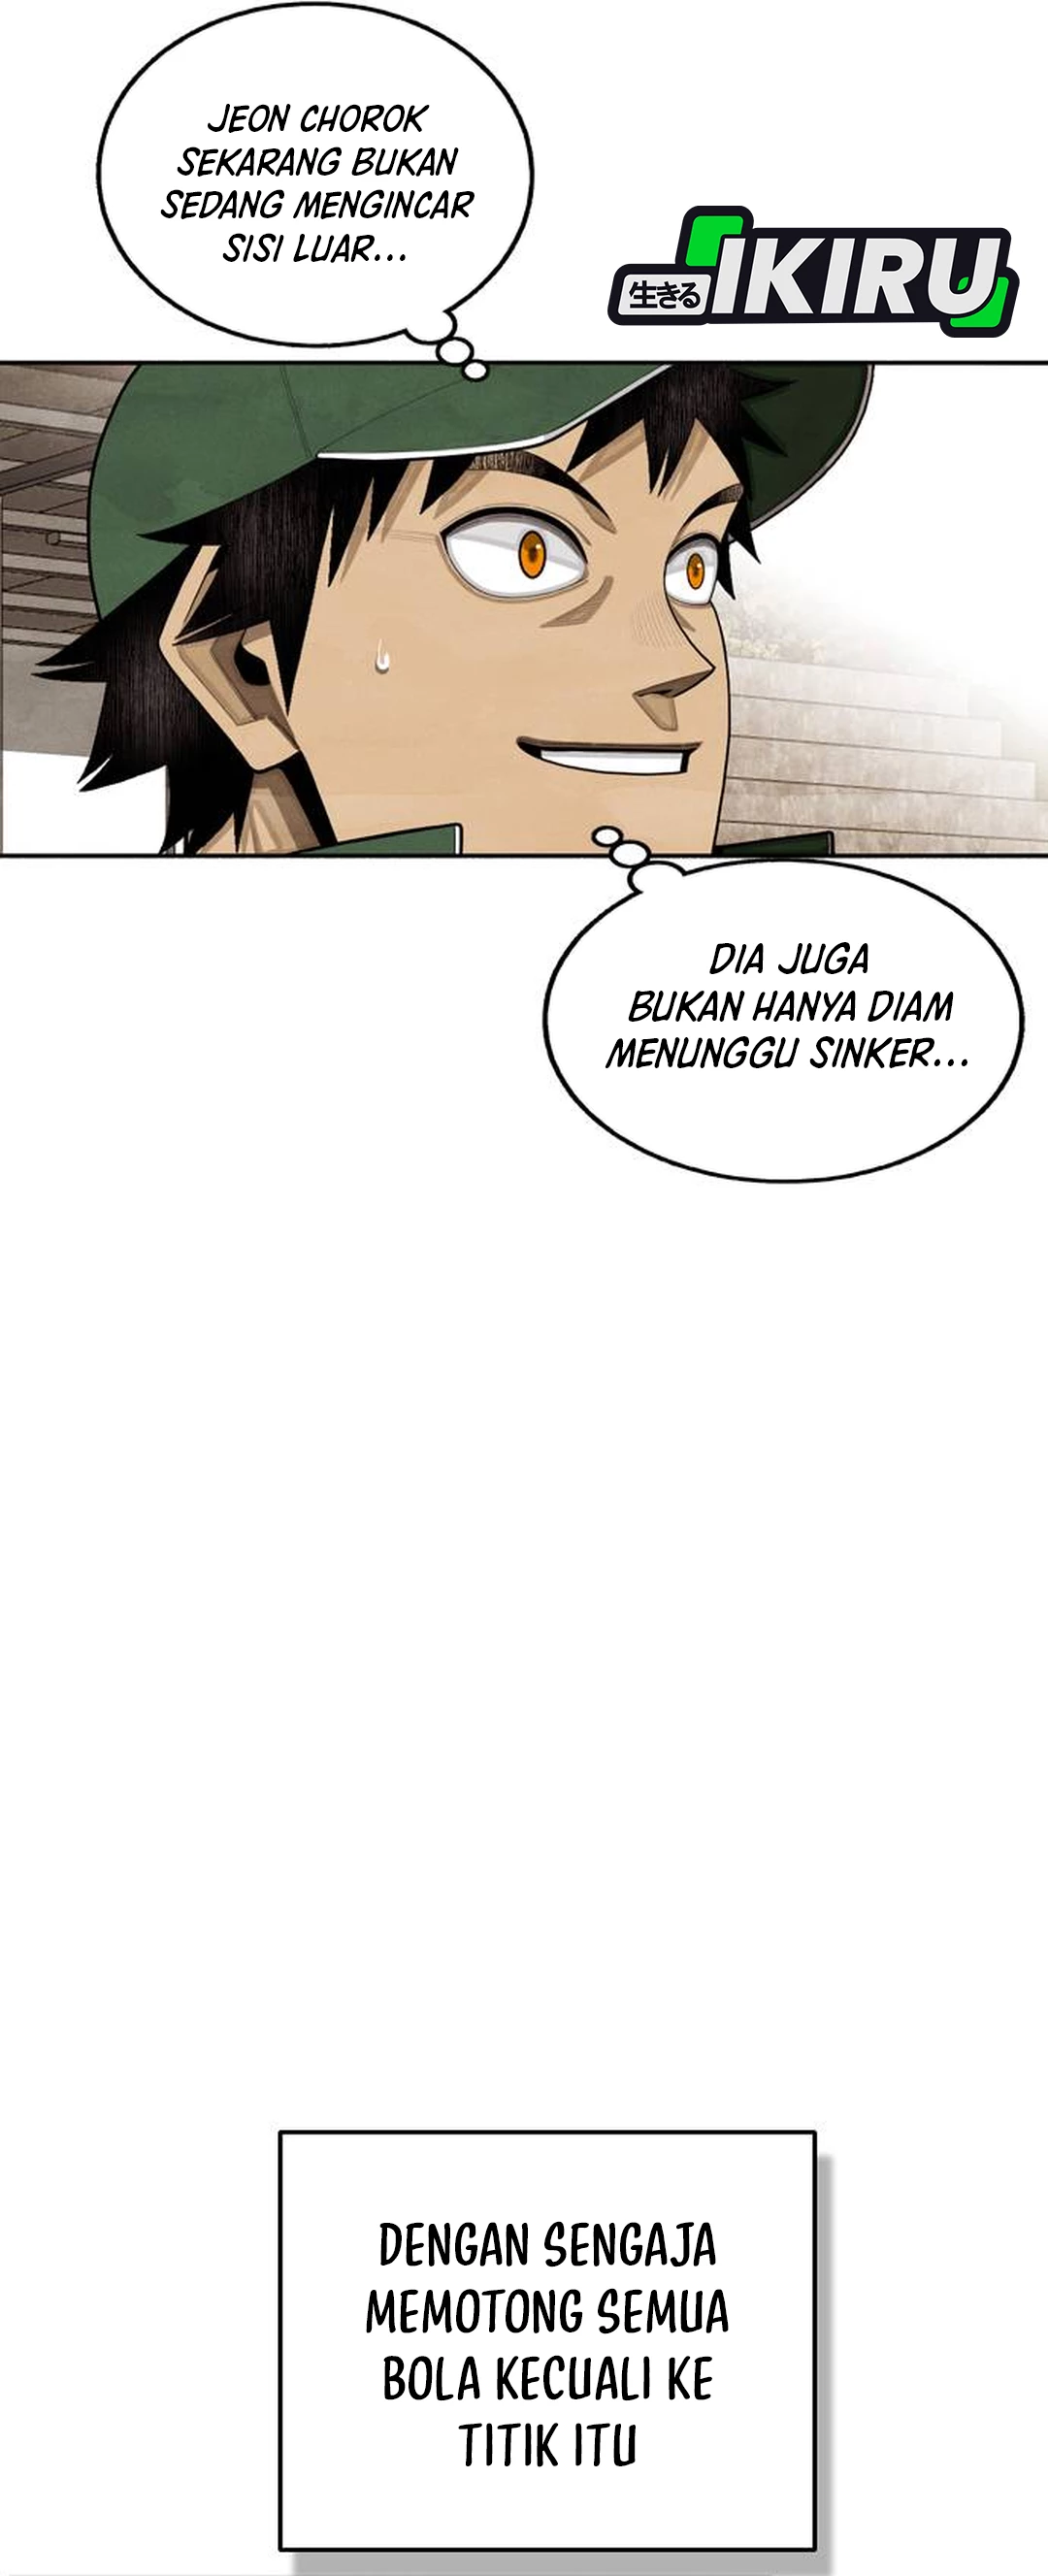 JEON CHOROK
SEKARANG BUKAN
SEDANG MENGINCAR
SISI LUAR...
生きる IKIRU
DIA JUGA
BUKAN HANYA DIAM
MENUNGGU SINKER...
DENGAN SENGAJA
MEMOTONG SEMUA
BOLA KECUALI KE
TITIK ITU